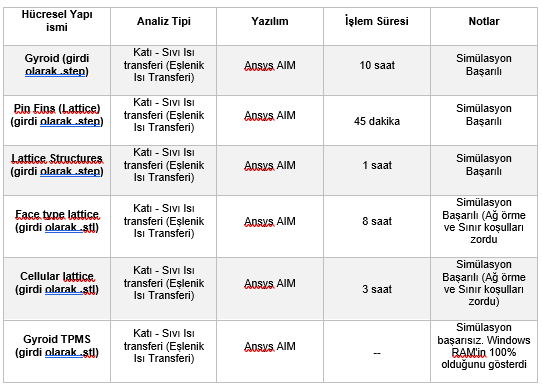 Hücresel Yapı
ismi
Analiz Tipi
Yazılım
İşlem Süresi
Notlar
Gyroid (girdi
olarak .step)
Katı - Sıvı Isı
transferi (Eşlenik
Isı Transferi)
Ansys AIM
10 saat
Simülasyon
Başarılı
Pin Fins (Lattice)
(girdi olarak .step)
Katı - Sıvı Isı
transferi (Eşlenik
Isı Transferi)
Ansys AIM
45 dakika
Simülasyon
Başarılı
Lattice Structures
(girdi olarak .step)
Katı - Sıvı Isı
transferi (Eşlenik
Isı Transferi)
Ansys AIM
1 saat
Simülasyon
Başarılı
Face type lattice
(girdi olarak .stl)
Katı - Sıvı Isı
transferi (Eşlenik
Isı Transferi)
Ansys AIM
8 saat
Simülasyon
Başarılı (Ağ örme
ve Sınır koşulları
zordu
Cellular lattice
(girdi olarak .stl)
Katı - Sıvı Isı
transferi (Eşlenik
Isı Transferi)
Ansys AIM
3 saat
Simülasyon
Başarılı (Ağ örme
ve Sınır koşulları
zordu)
Gyroid TPMS
(girdi olarak .stl)
Katı - Sıvı Isı
transferi (Eşlenik
Isı Transferi)
Ansys AIM
--
Simülasyon
başarısız. Windows
RAM'in 100%
olduğunu gösterdi